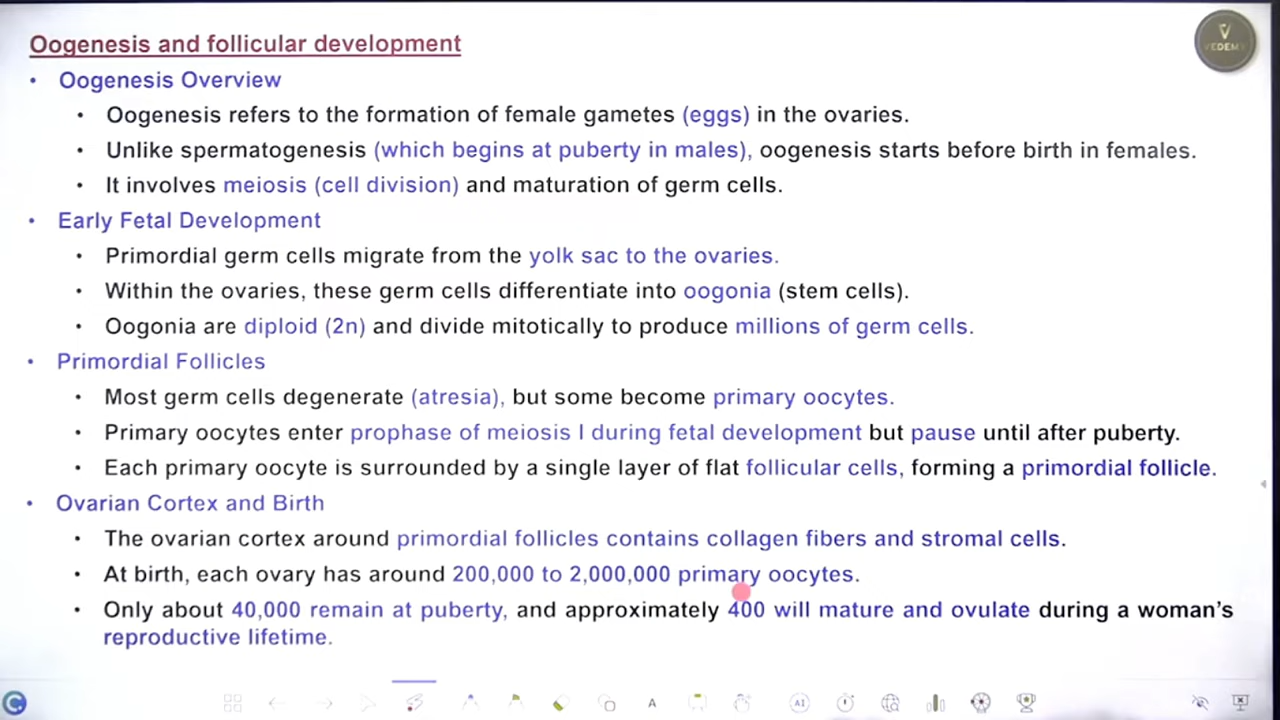 Oogenesis and follicular development
VEDEMY
• Oogenesis Overview
• Oogenesis refers to the formation of female gametes (eggs) in the ovaries.
• Unlike spermatogenesis (which begins at puberty in males), oogenesis starts before birth in females.
• It involves meiosis (cell division) and maturation of germ cells.
• Early Fetal Development
• Primordial germ cells migrate from the yolk sac to the ovaries.
• Within the ovaries, these germ cells differentiate into oogonia (stem cells).
• Oogonia are diploid (2n) and divide mitotically to produce millions of germ cells.
• Primordial Follicles
• Most germ cells degenerate (atresia), but some become primary oocytes.
• Primary oocytes enter prophase of meiosis I during fetal development but pause until after puberty.
• Each primary oocyte is surrounded by a single layer of flat follicular cells, forming a primordial follicle.
• Ovarian Cortex and Birth
• The ovarian cortex around primordial follicles contains collagen fibers and stromal cells.
• At birth, each ovary has around 200,000 to 2,000,000 primary oocytes.
• Only about 40,000 remain at puberty, and approximately 400 will mature and ovulate during a woman's
reproductive lifetime.
A
AI